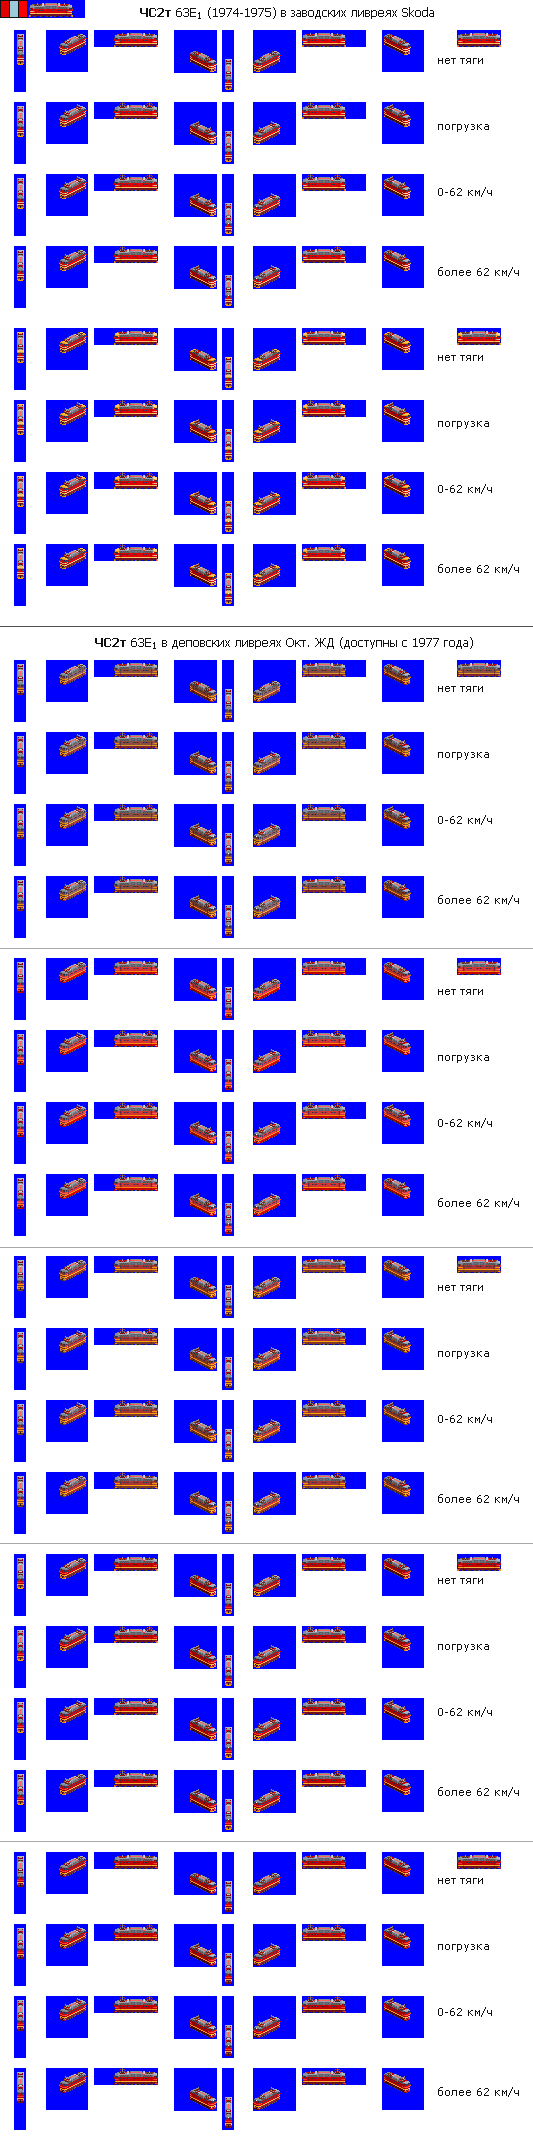 ЧС2т 63E₁ (1974-1975) в заводских ливреях Skoda
нет тяги
погрузка
0-62 км/ч
более 62 км/ч
нет тяги
погрузка
0-62 км/ч
более 62 км/ч
ЧС2т 63E₁ в деповских ливреях Окт. ЖД (доступны с 1977 года)
нет тяги
погрузка
0-62 км/ч
более 62 км/ч
нет тяги
погрузка
0-62 км/ч
более 62 км/ч
нет тяги
погрузка
0-62 км/ч
более 62 км/ч
нет тяги
погрузка
0-62 км/ч
более 62 км/ч
нет тяги
погрузка
0-62 км/ч
более 62 км/ч